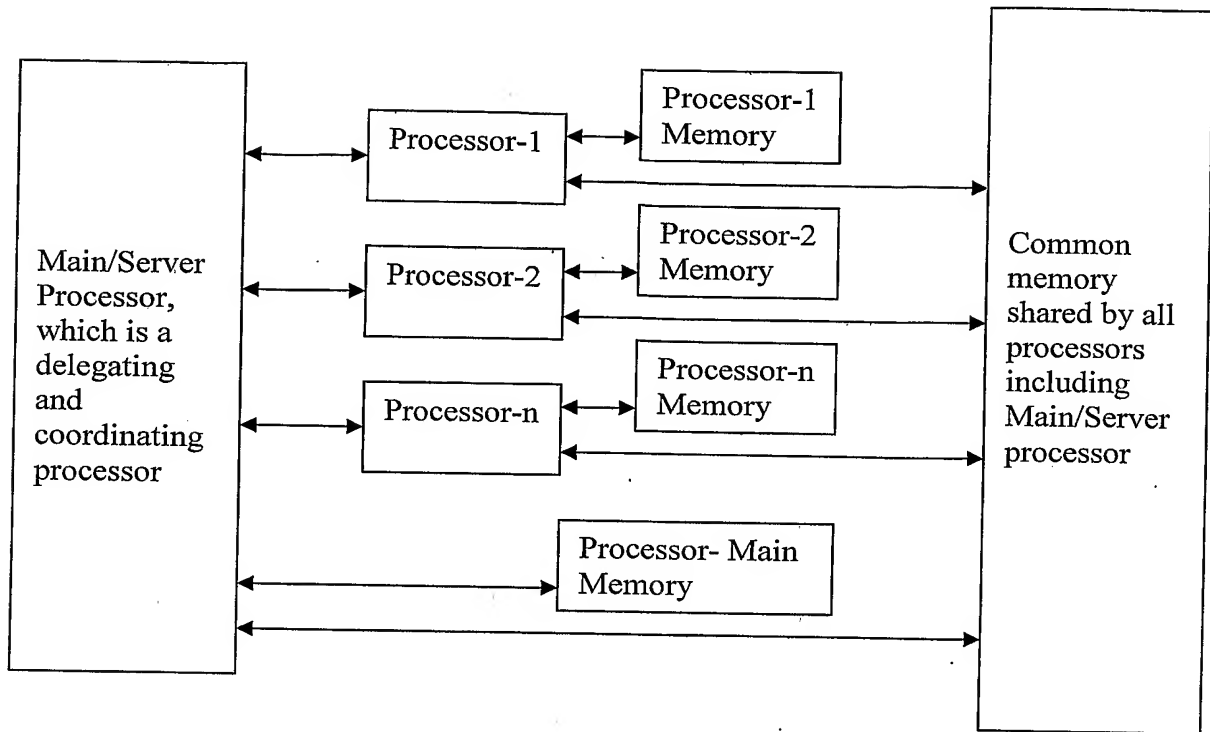 Main/Server
Processor,
which is a
delegating
and
coordinating
processor
Processor-1
Processor-1
Memory
Processor-2
Processor-2
Memory
Processor-n
Processor-n
Memory
Processor- Main
Memory
Common
memory
shared by all
processors
including
Main/Server
processor